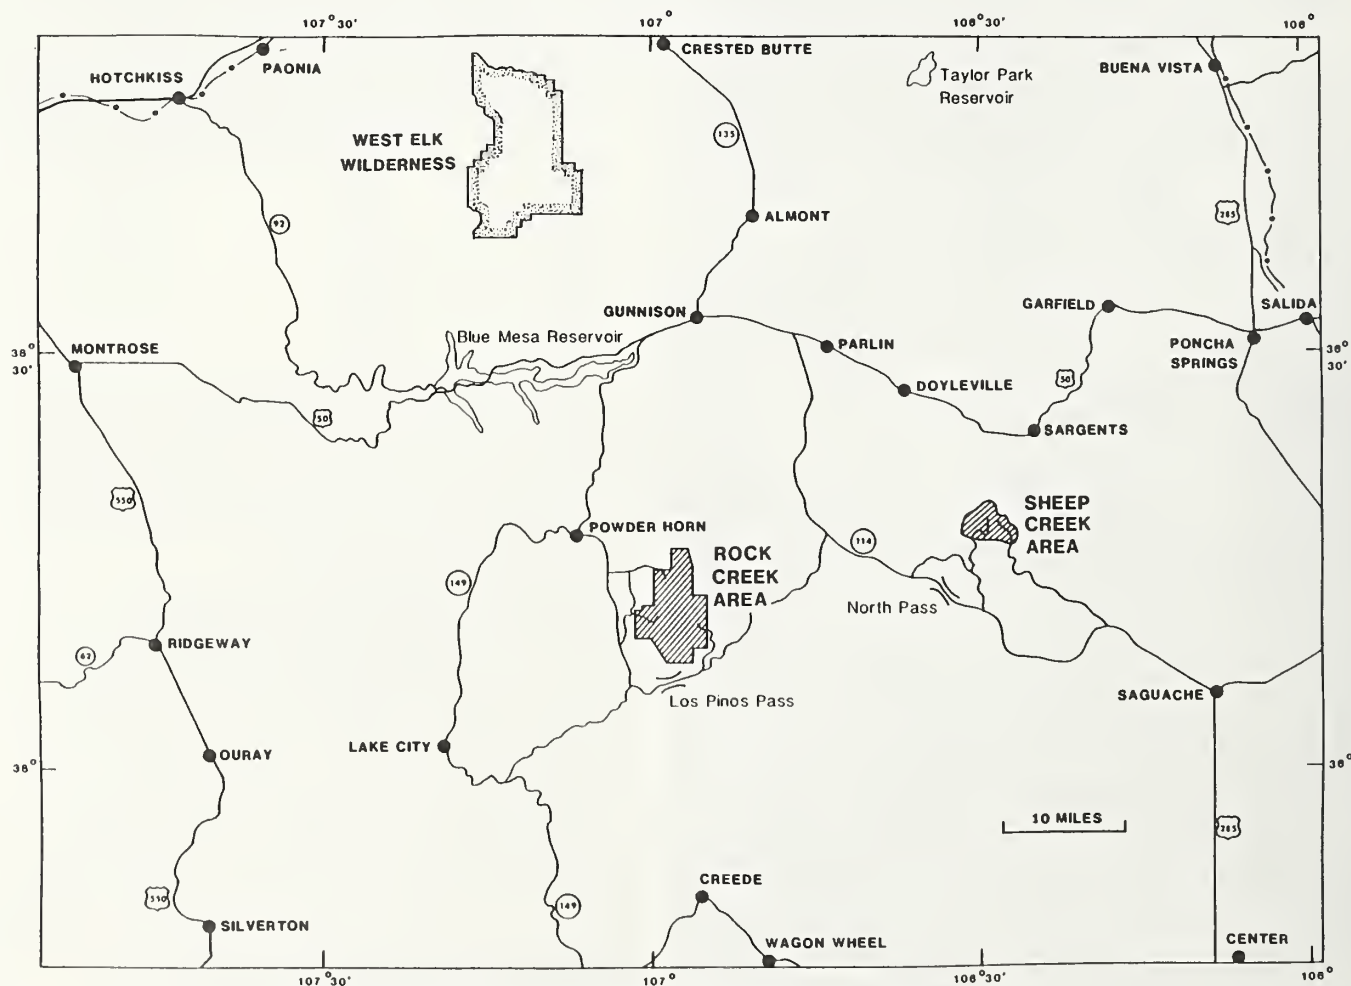 107°30'
107°
106°30'
106°
HOTCHKISS
PAONIA
CRESTED BUTTE
Taylor Park
Reservoir
BUENA VISTA
WEST ELK
WILDERNESS
135
92
ALMONT
285
GUNNISON
GARFIELD
SALIDA
Blue Mesa Reservoir
MONTROSE
38°
30'
PARLIN
PONCHA
SPRINGS
38°
30'
DOYLEVILLE
50
50
SARGENTS
550
SHEEP
CREEK
AREA
POWDER HORN
ROCK
CREEK
AREA
114
149
North Pass
62
RIDGEWAY
Los Pinos Pass
SAGUACHE
LAKE CITY
OURAY
38°
38°
10 MILES
285
CREEDE
550
149
SILVERTON
WAGON WHEEL
CENTER
107°30'
107°
106°30'
106°